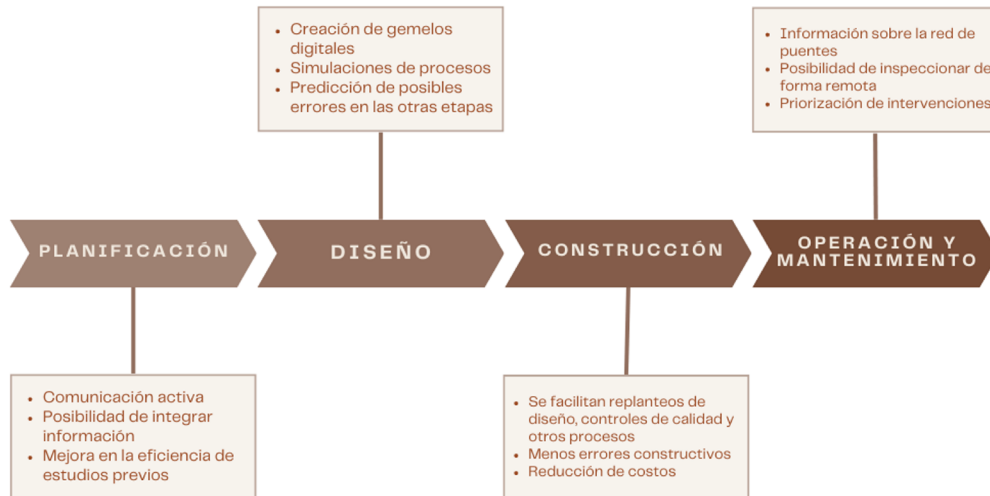 • Creación de gemelos
digitales
• Simulaciones de procesos
• Predicción de posibles
errores en las otras etapas
• Información sobre la red de
puentes
• Posibilidad de inspeccionar de
forma remota
• Priorización de intervenciones
PLANIFICACIÓN
DISEÑO
CONSTRUCCIÓN
OPERACIÓN Y
MANTENIMIENTO
• Comunicación activa
• Posibilidad de integrar
información
• Mejora en la eficiencia de
estudios previos
• Se facilitan replanteos de
diseño, controles de calidad y
otros procesos
• Menos errores constructivos
• Reducción de costos